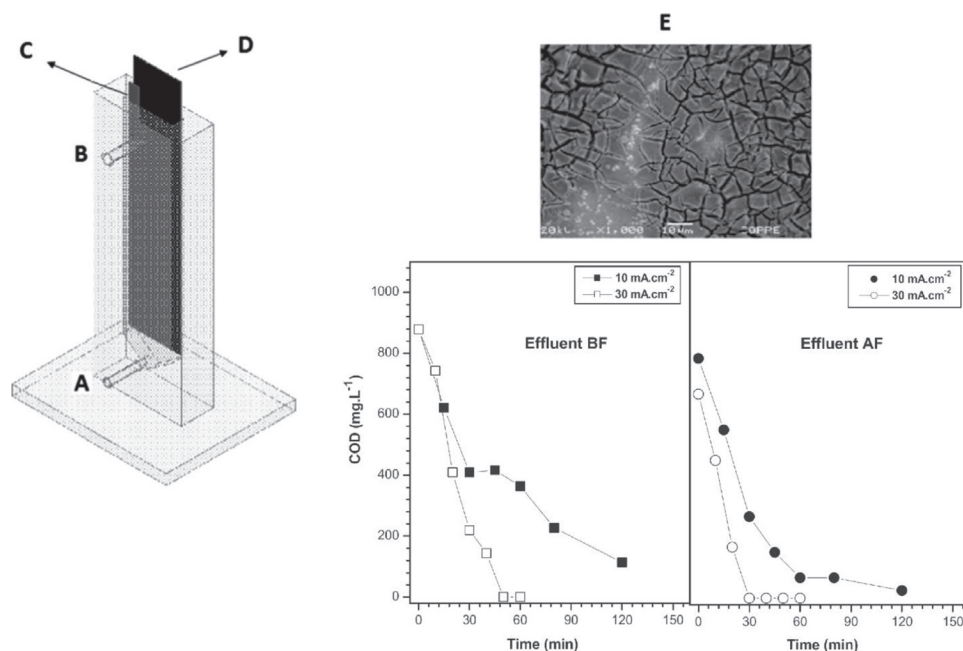 E
C
D
B
A
20kU
X1,000
10µm
COPPE
10 mA.cm-2
30 mA.cm-2
Effluent BF
10 mA.cm-2
30 mA.cm-2
Effluent AF
COD (mg.L-1)
1000
800
600
400
200
0
0 30 60 90 120 150
Time (min)
0 30 60 90 120 150
Time (min)